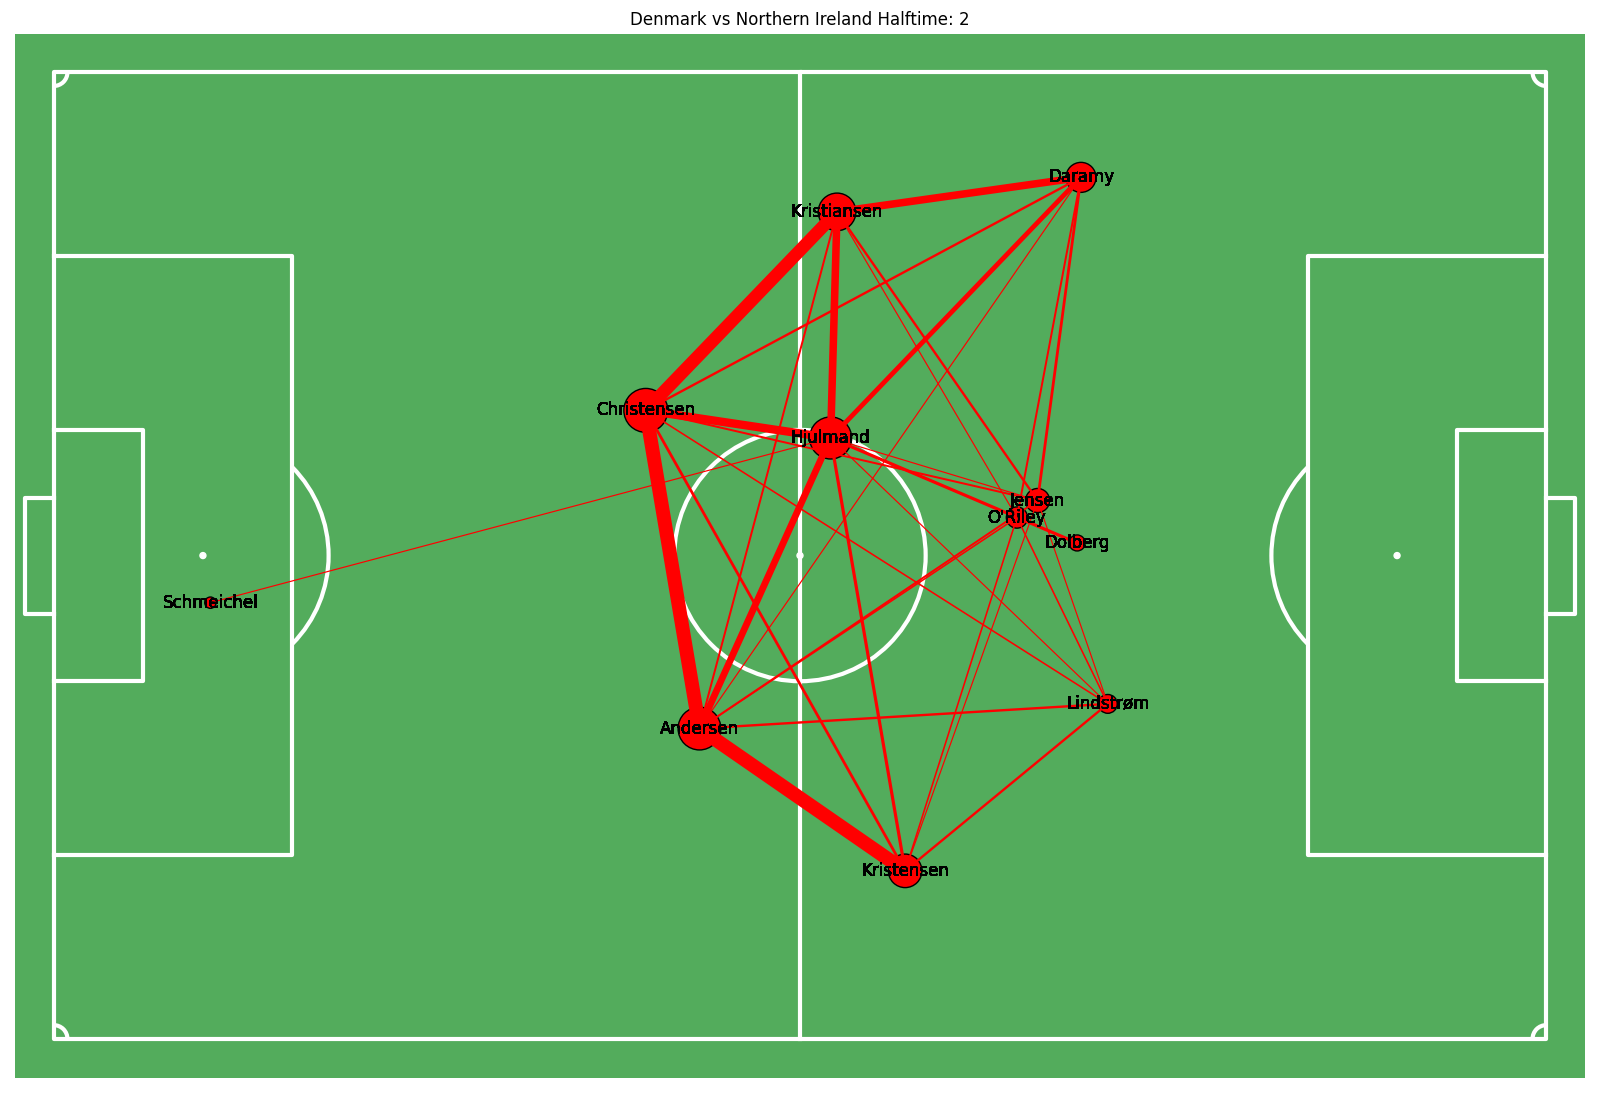 Denmark vs Northern Ireland Halftime: 2
Daramy
Kristiansen
Christensen
Hjulmand
Jensen
O'Riley
Dolberg
Schmeichel
Lindstrøm
Andersen
Kristensen